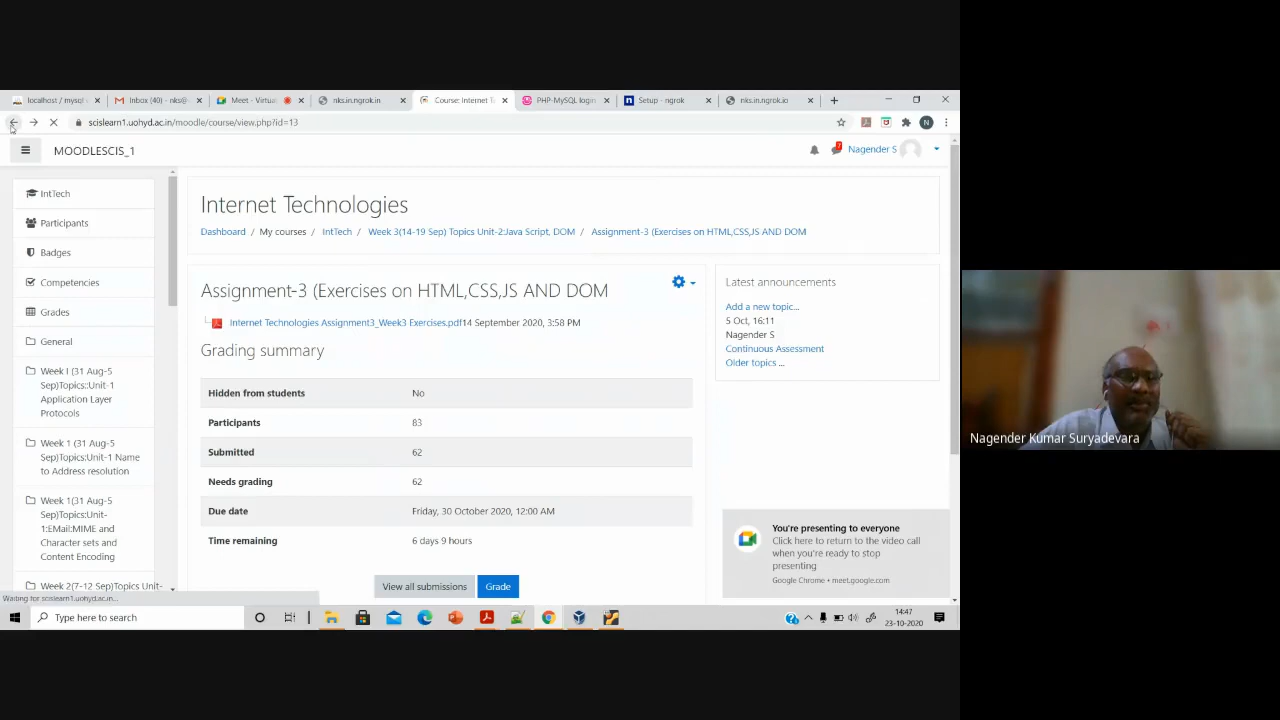 localhost / mysql
Inbox (40) - nks@
Meet - Virtua
nks.in.ngrok.in
Course: Internet T
PHP-MySQL login
Setup - ngrok
nks.in.ngrok.io
scislearn1.uohyd.ac.in/moodle/course/view.php?id=13
MOODLESCIS_1
Nagender S
IntTech
Participants
Badges
Competencies
Grades
General
Week I (31 Aug-5
Sep)Topics::Unit-1
Application Layer
Protocols
Week 1 (31 Aug-5
Sep)Topics:Unit-1 Name
to Address resolution
Week 1(31 Aug-5
Sep)Topics:Unit-
1:EMail:MIME and
Character sets and
Content Encoding
Week 2(7-12 Sep)Topics Unit-
Internet Technologies
Dashboard / My courses / IntTech / Week 3(14-19 Sep) Topics Unit-2:Java Script, DOM / Assignment-3 (Exercises on HTML,CSS,JS AND DOM
Assignment-3 (Exercises on HTML,CSS,JS AND DOM
Internet Technologies Assignment3_Week3 Exercises.pdf14 September 2020, 3:58 PM
Grading summary
Hidden from students No
Participants 83
Submitted 62
Needs grading 62
Due date Friday, 30 October 2020, 12:00 AM
Time remaining 6 days 9 hours
View all submissions Grade
Latest announcements
Add a new topic...
5 Oct, 16:11
Nagender S
Continuous Assessment
Older topics ...
You're presenting to everyone
Click here to return to the video call
when you're ready to stop
presenting
Google Chrome • meet.google.com
Waiting for scislearn1.uohyd.ac.in...
Type here to search
14:47
23-10-2020
Nagender Kumar Suryadevara